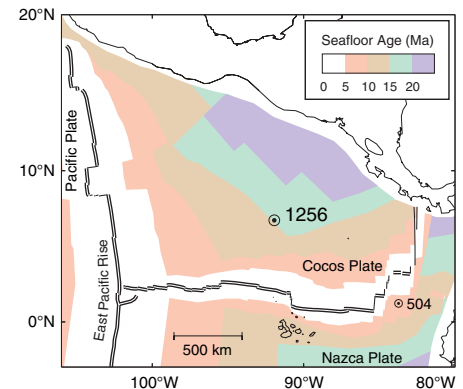 20°N
Seafloor Age (Ma)
0 5 10 15 20
Pacific Plate
10°N
1256
Cocos Plate
East Pacific Rise
504
0°N
500 km
Nazca Plate
100°W 90°W 80°W